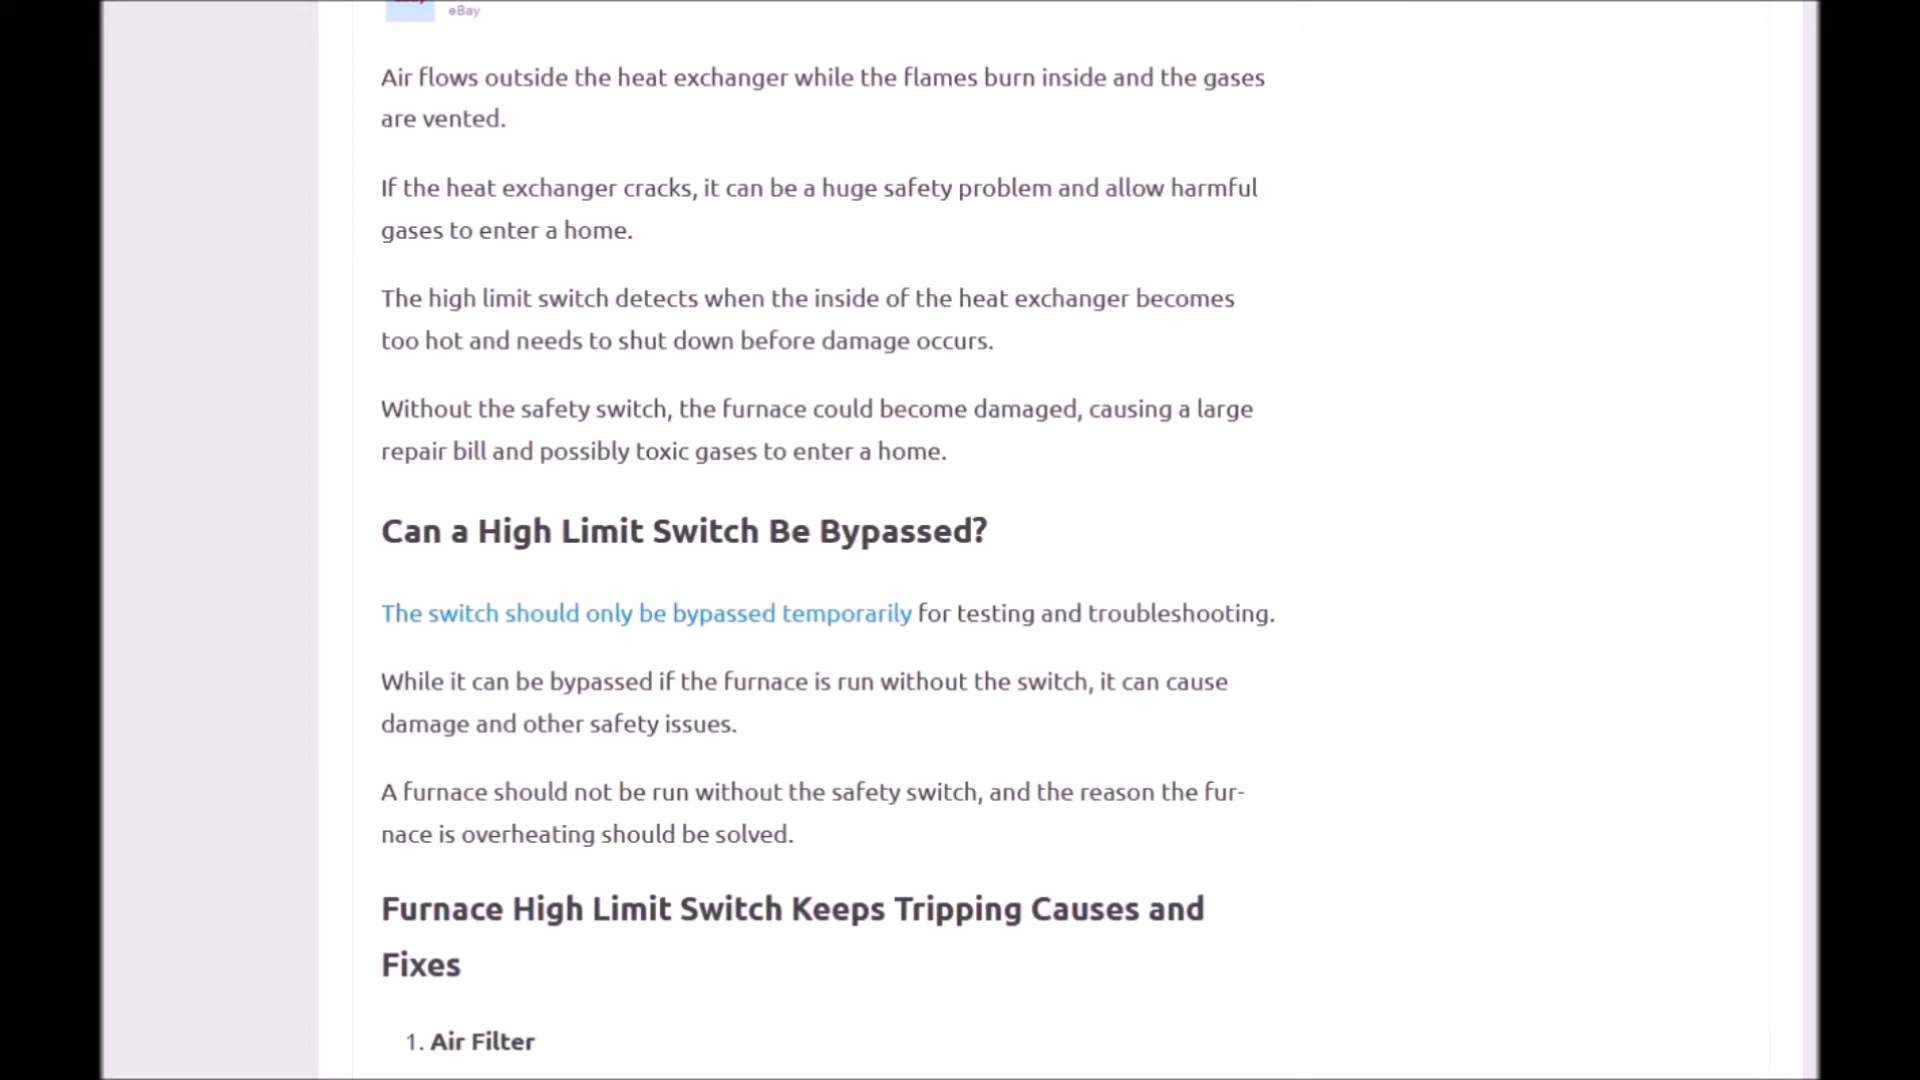 eBay
Air flows outside the heat exchanger while the flames burn inside and the gases
are vented.
If the heat exchanger cracks, it can be a huge safety problem and allow harmful
gases to enter a home.
The high limit switch detects when the inside of the heat exchanger becomes
too hot and needs to shut down before damage occurs.
Without the safety switch, the furnace could become damaged, causing a large
repair bill and possibly toxic gases to enter a home.
Can a High Limit Switch Be Bypassed?
The switch should only be bypassed temporarily for testing and troubleshooting.
While it can be bypassed if the furnace is run without the switch, it can cause
damage and other safety issues.
A furnace should not be run without the safety switch, and the reason the fur-
nace is overheating should be solved.
Furnace High Limit Switch Keeps Tripping Causes and
Fixes
1. Air Filter